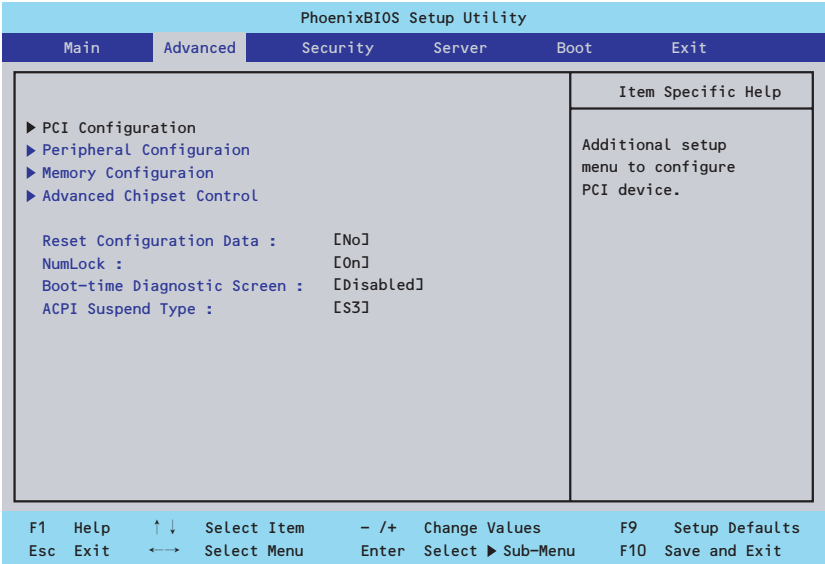 PhoenixBIOS Setup Utility
Main Advanced Security Server Boot Exit
Item Specific Help
▶ PCI Configuration
▶ Peripheral Configuraion
▶ Memory Configuraion
▶ Advanced Chipset Control
Reset Configuration Data : [No]
NumLock : [On]
Boot-time Diagnostic Screen : [Disabled]
ACPI Suspend Type : [S3]
Additional setup
menu to configure
PCI device.
F1 Help ↑↓ Select Item - /+ Change Values F9 Setup Defaults
Esc Exit ←→ Select Menu Enter Select ▶ Sub-Menu F10 Save and Exit